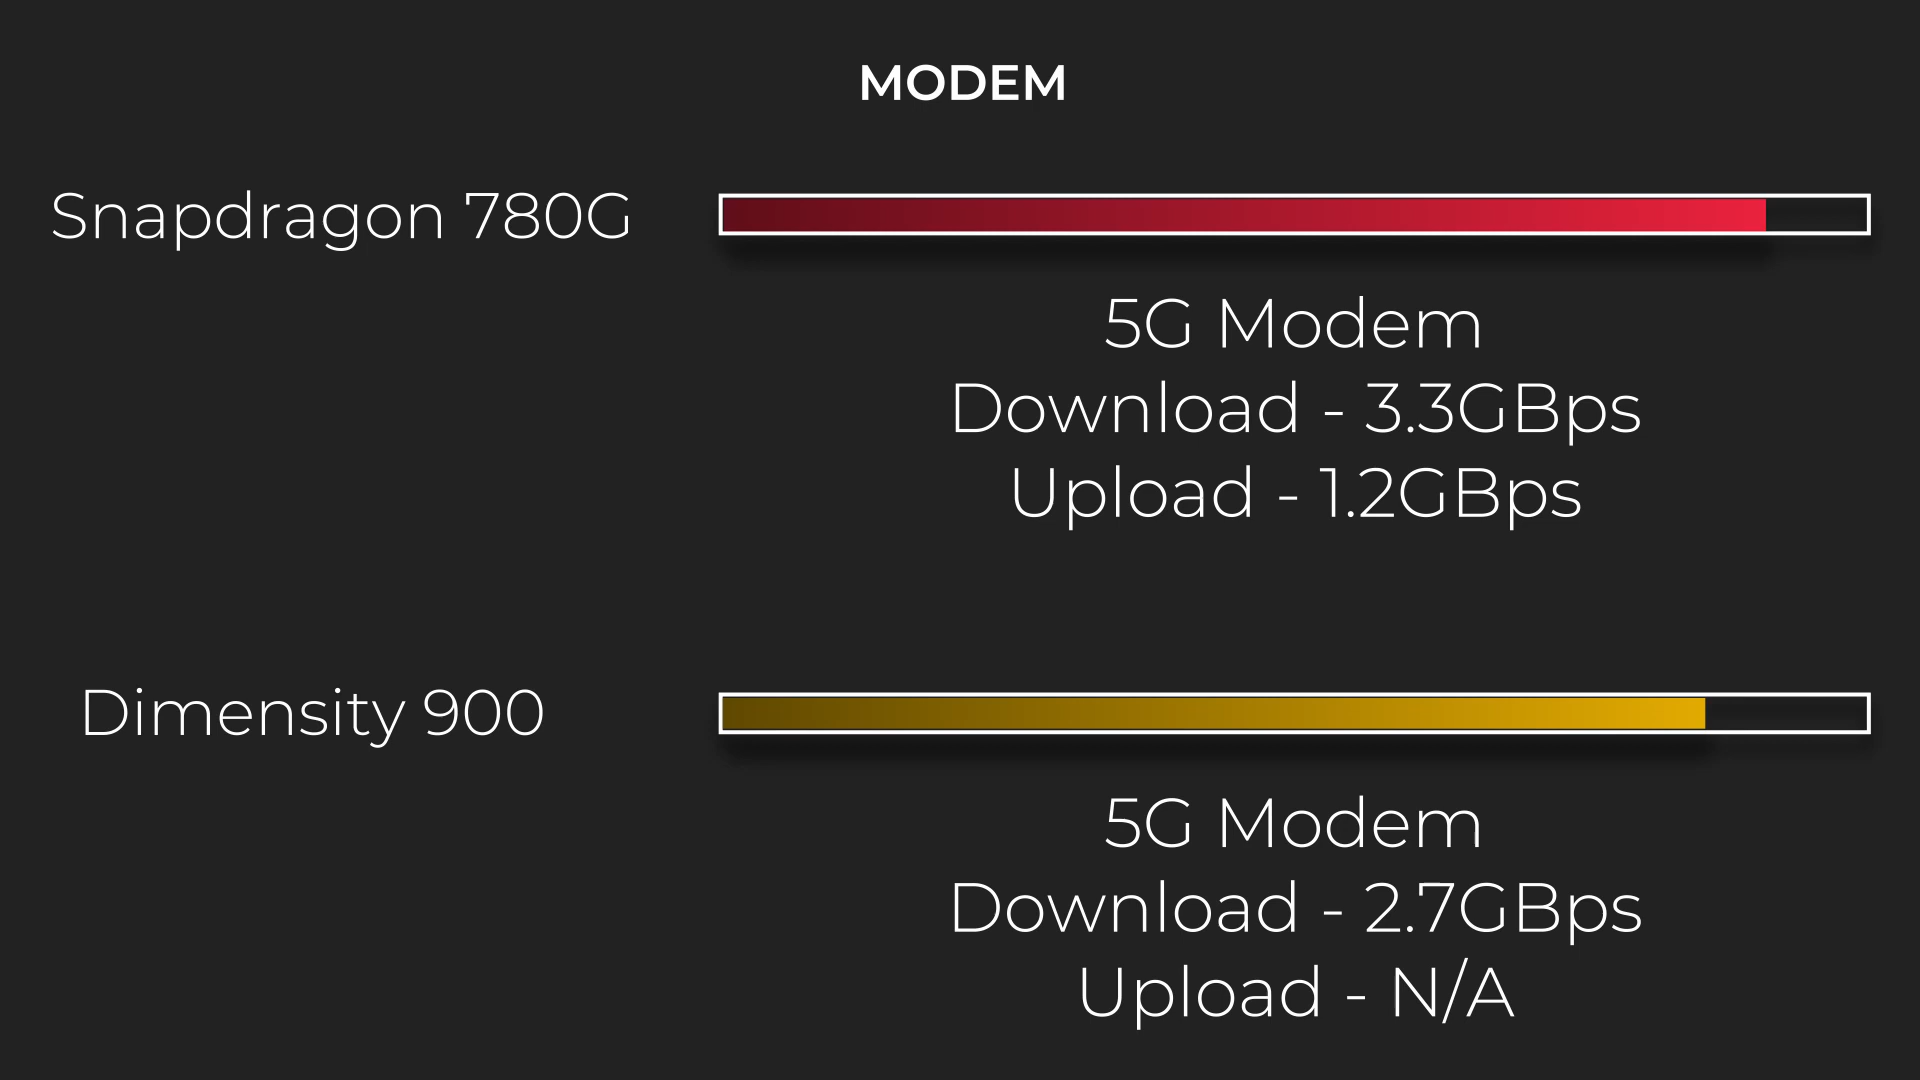 MODEM
Snapdragon 780G
5G Modem
Download - 3.3GBps
Upload - 1.2GBps
Dimensity 900
5G Modem
Download - 2.7GBps
Upload - N/A